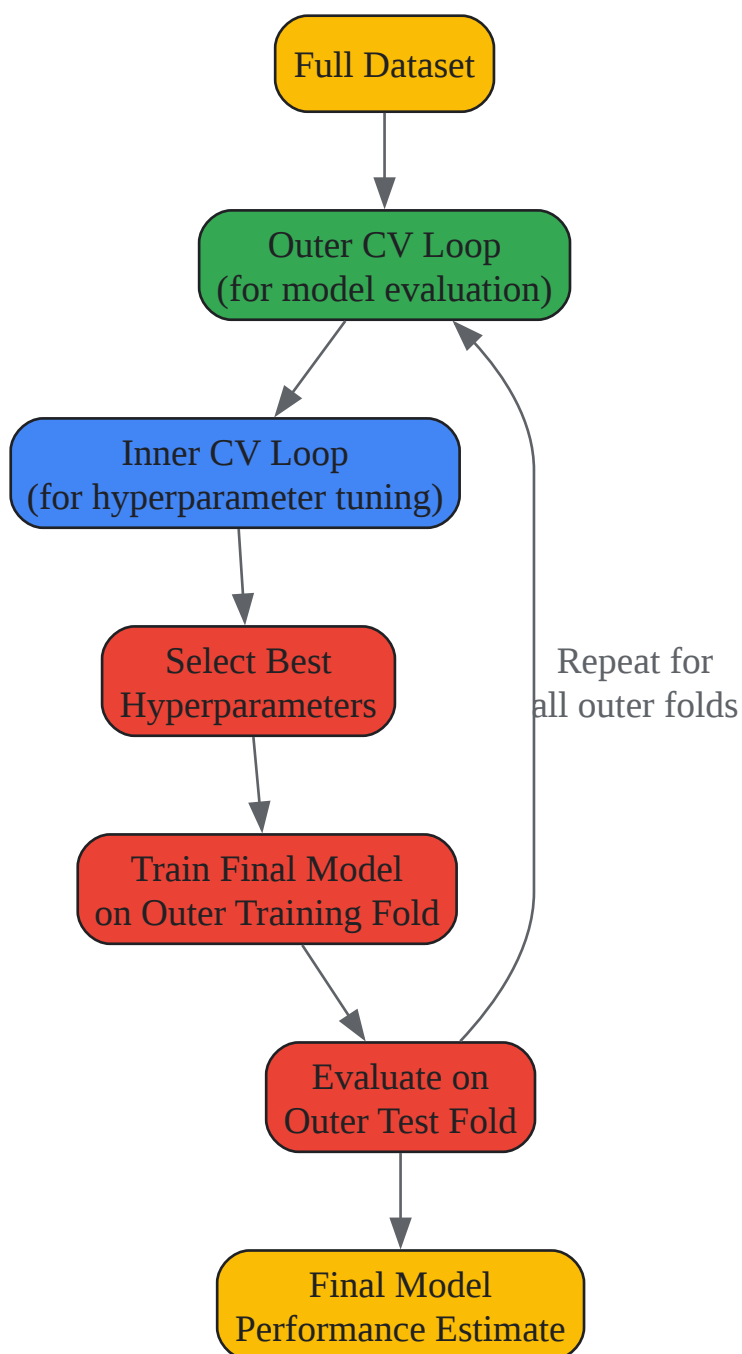 Full Dataset
Outer CV Loop
(for model evaluation)
Inner CV Loop
(for hyperparameter tuning)
Select Best
Hyperparameters
Repeat for
all outer folds
Train Final Model
on Outer Training Fold
Evaluate on
Outer Test Fold
Final Model
Performance Estimate